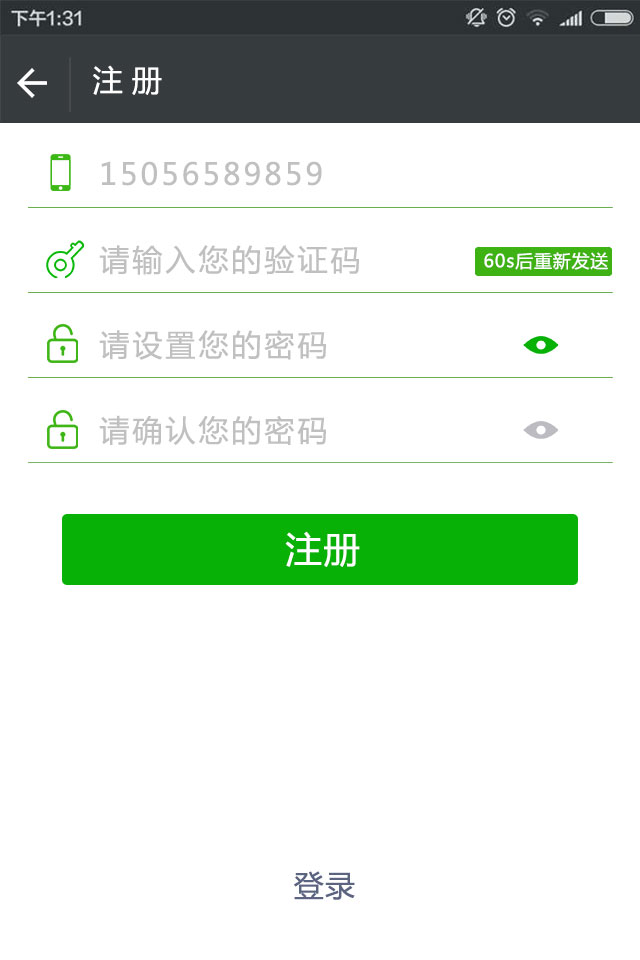 下午1:31
注册
15056589859
请输入您的验证码
60s后重新发送
请设置您的密码
请确认您的密码
注册
登录